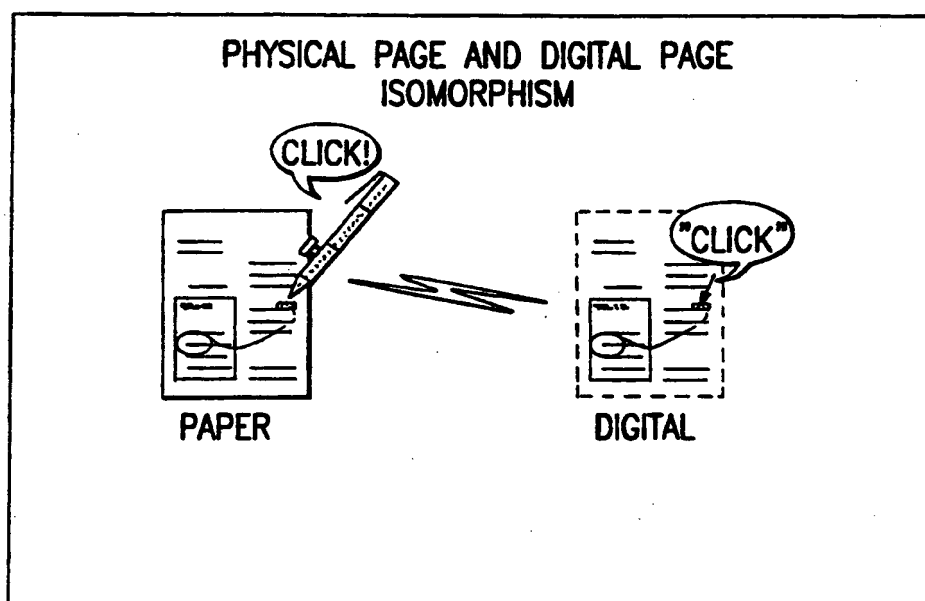 PHYSICAL PAGE AND DIGITAL PAGE
ISOMORPHISM
CLICK!
"CLICK"
PAPER
DIGITAL